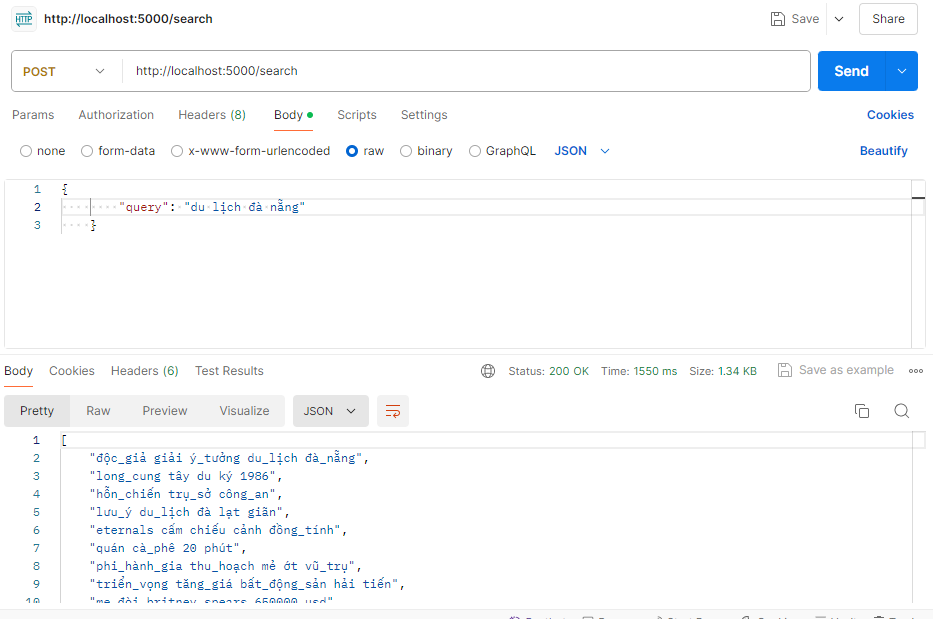 HTTP http://localhost:5000/search Save Share
POST http://localhost:5000/search Send
Params Authorization Headers (8) Body Scripts Settings Cookies
none form-data x-www-form-urlencoded raw binary GraphQL JSON Beautify
1 {
2 "query": "du lịch đà nẵng"
3 }
Body Cookies Headers (6) Test Results Status: 200 OK Time: 1550 ms Size: 1.34 KB Save as example
Pretty Raw Preview Visualize JSON
1 [
2 "độc_giả giải ý_tưởng du_lịch đà_nẵng",
3 "long_cung tây du ký 1986",
4 "hỗn_chiến trụ_sở công_an",
5 "lưu_ý du_lịch đà lạt giãn",
6 "eternals cấm chiếu cảnh đồng_tính",
7 "quán cà_phê 20 phút",
8 "phi_hành_gia thu_hoạch mẻ ớt vũ_trụ",
9 "triển_vọng tăng_giá bất_động_sản hải tiến",
10 britney spears 650000 usd"